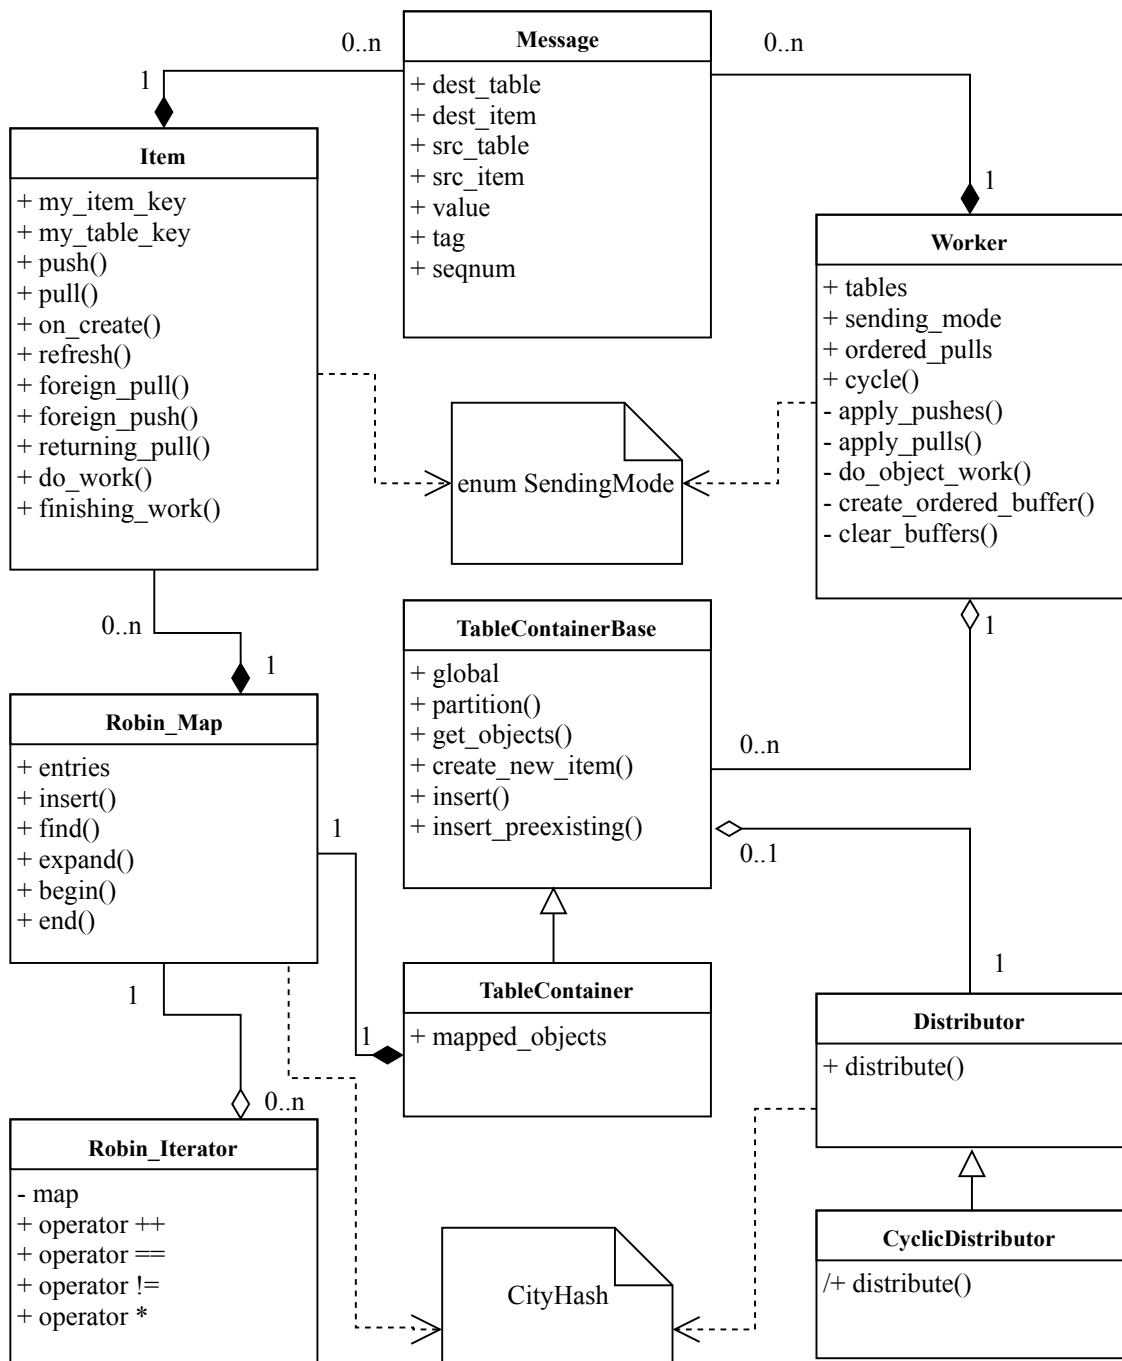 Message
+ dest_table
+ dest_item
+ src_table
+ src_item
+ value
+ tag
+ seqnum
0..n
1
0..n
1
Item
+ my_item_key
+ my_table_key
+ push()
+ pull()
+ on_create()
+ refresh()
+ foreign_pull()
+ foreign_push()
+ returning_pull()
+ do_work()
+ finishing_work()
Worker
+ tables
+ sending_mode
+ ordered_pulls
+ cycle()
- apply_pushes()
- apply_pulls()
- do_object_work()
- create_ordered_buffer()
- clear_buffers()
enum SendingMode
0..n
1
1
0..n
TableContainerBase
+ global
+ partition()
+ get_objects()
+ create_new_item()
+ insert()
+ insert_preexisting()
Robin_Map
+ entries
+ insert()
+ find()
+ expand()
+ begin()
+ end()
1
0..1
1
1
1
0..n
TableContainer
+ mapped_objects
Distributor
+ distribute()
Robin_Iterator
- map
+ operator ++
+ operator ==
+ operator !=
+ operator *
CityHash
CyclicDistributor
/+ distribute()